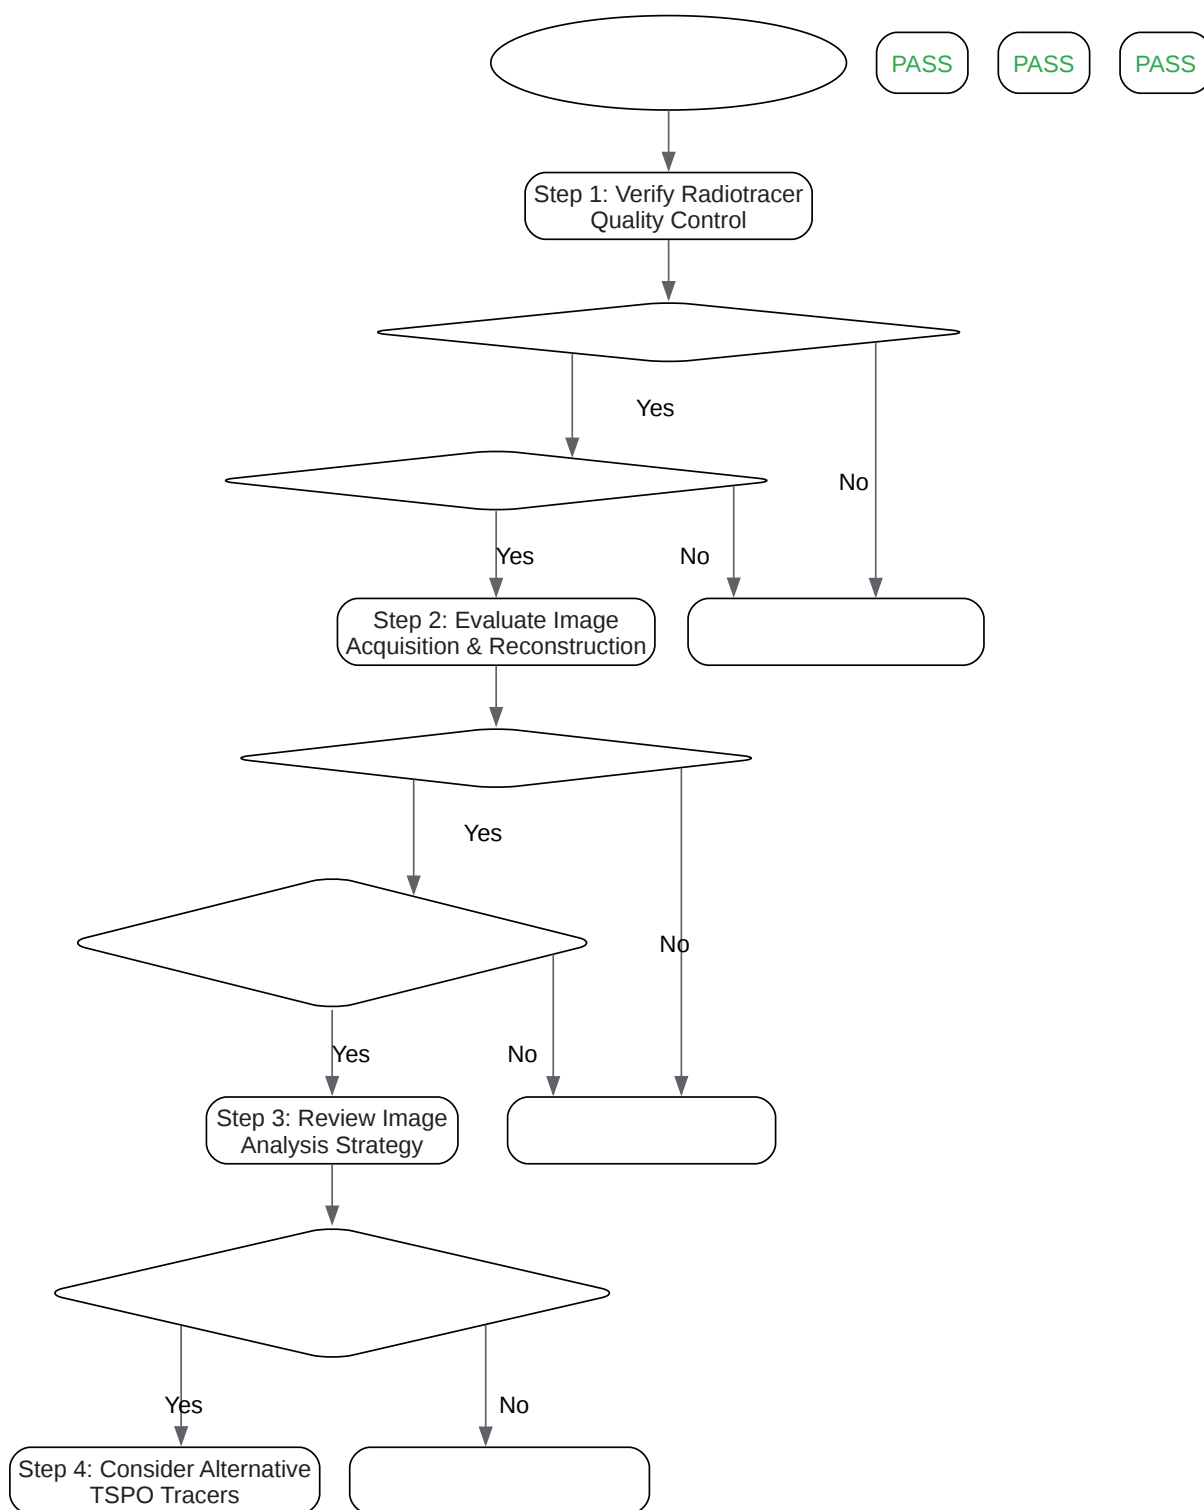 PASS
PASS
PASS
Step 1: Verify Radiotracer
Quality Control
Yes
No
Yes
No
Step 2: Evaluate Image
Acquisition & Reconstruction
Yes
No
Yes
No
Step 3: Review Image
Analysis Strategy
Yes
No
Step 4: Consider Alternative
TSPO Tracers